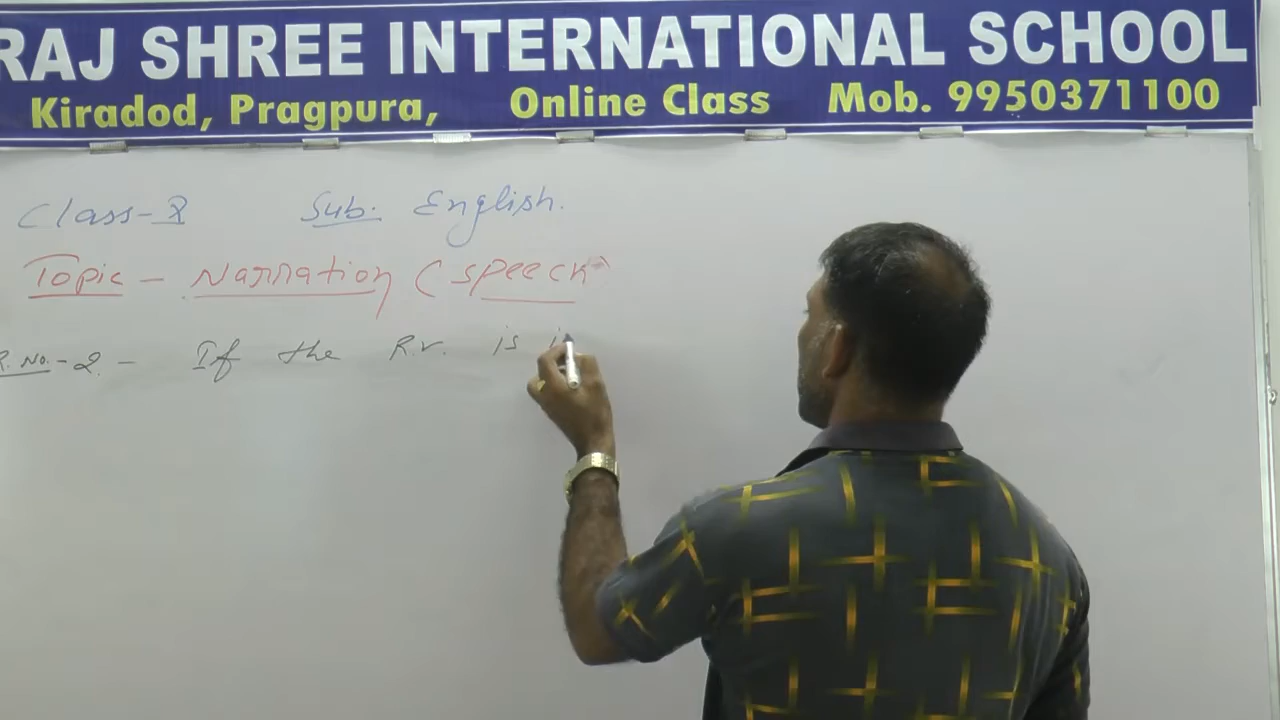 RAJ SHREE INTERNATIONAL SCHOOL
Kiradod, Pragpura, Online Class Mob. 9950371100
Class-X Sub. English.
Topic - Narration (speech)
R. No.-2.- If the R.V. is